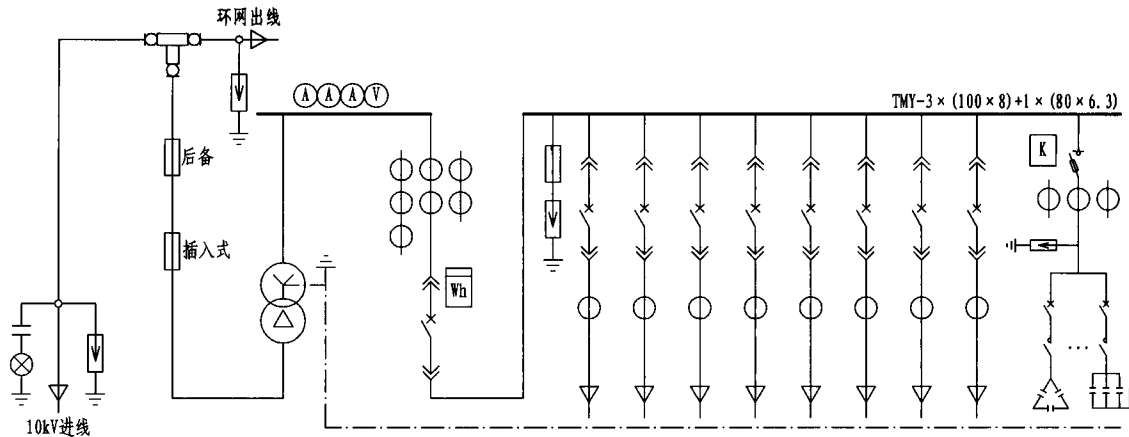 环网出线
A A A V
TMY-3×(100×8)+1×(80×6.3)
K
后备
插入式
Wh
10kV进线